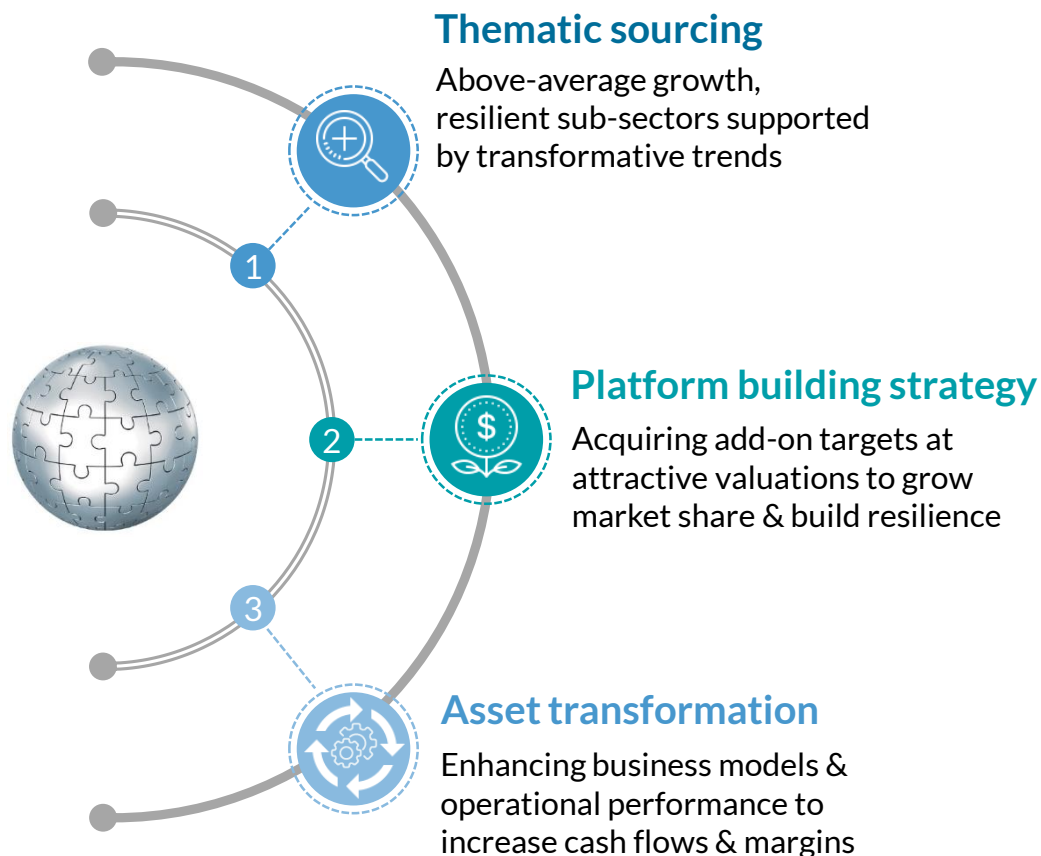 Thematic sourcing
Above-average growth,
resilient sub-sectors supported
by transformative trends
1
Platform building strategy
2
$
Acquiring add-on targets at
attractive valuations to grow
market share & build resilience
3
Asset transformation
Enhancing business models &
operational performance to
increase cash flows & margins